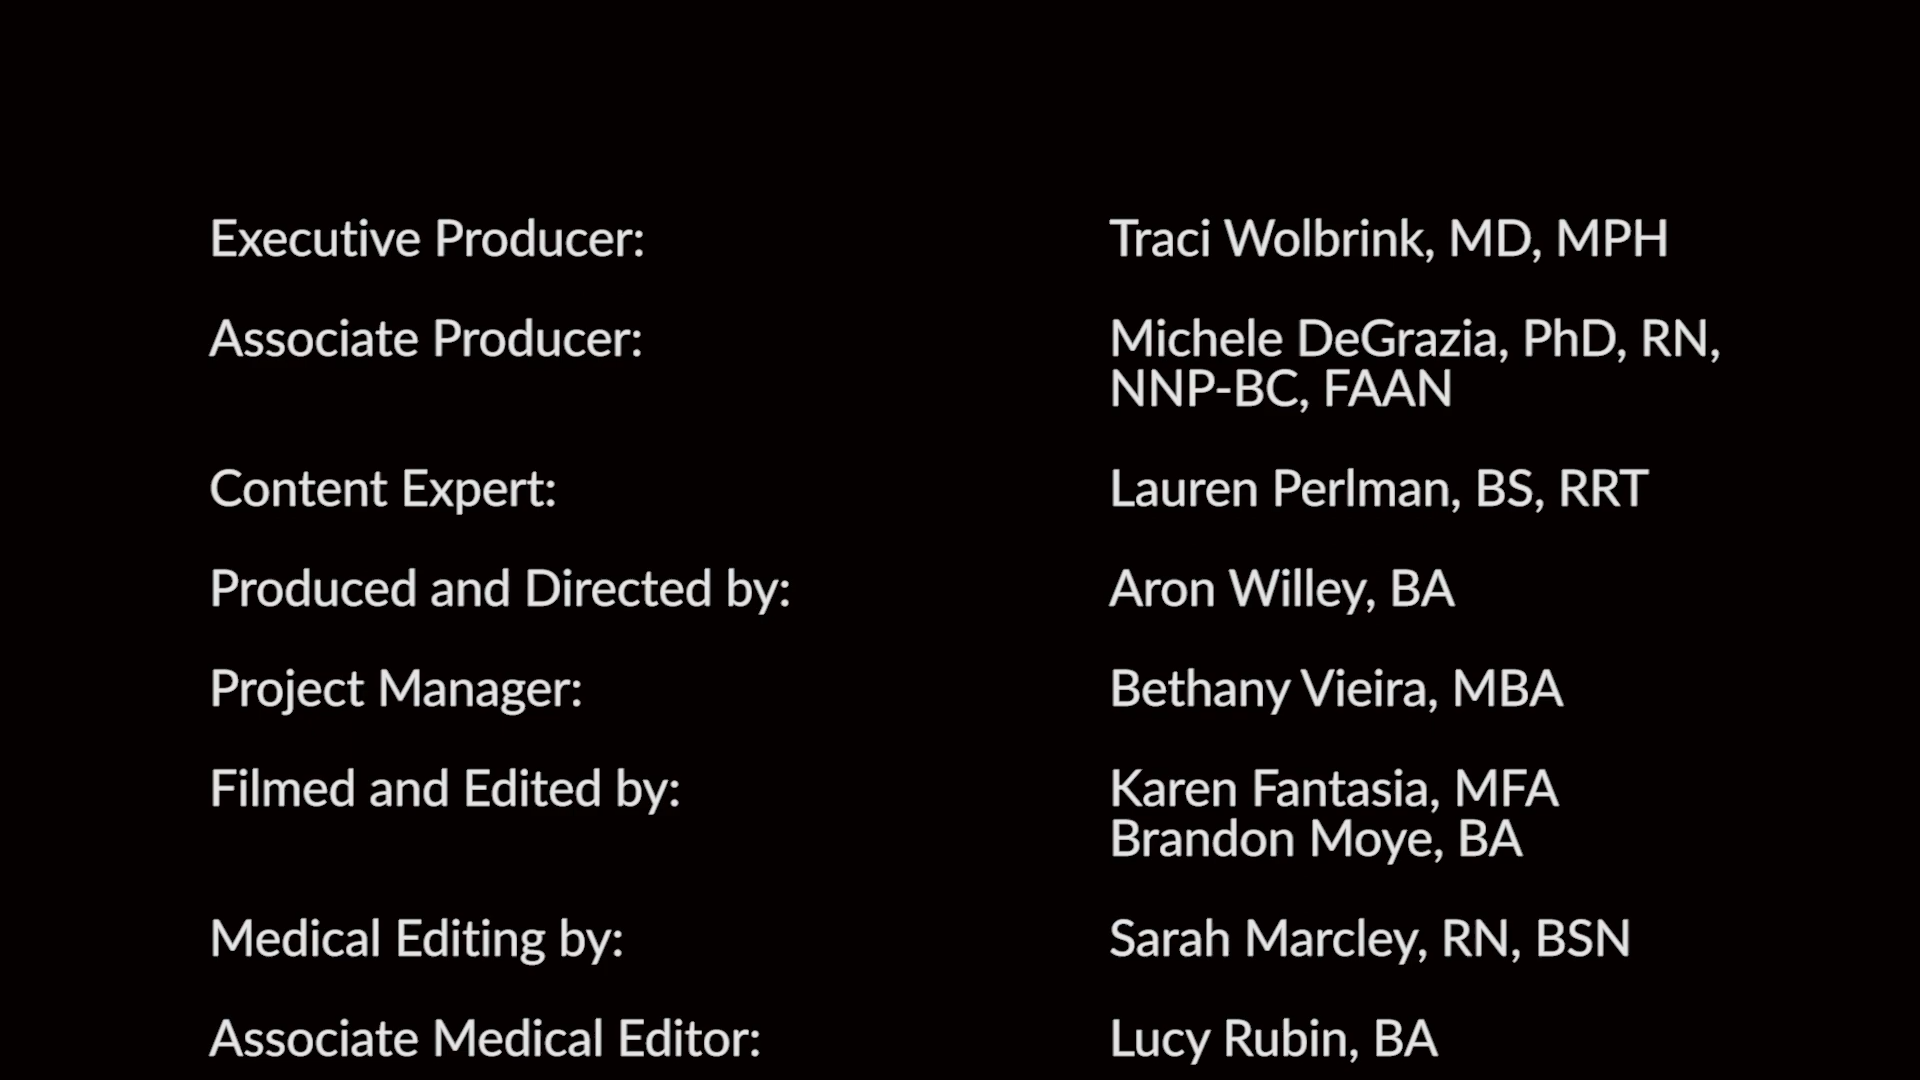 Executive Producer: Traci Wolbrink, MD, MPH
Associate Producer: Michele DeGrazia, PhD, RN,
NNP-BC, FAAN
Content Expert: Lauren Perlman, BS, RRT
Produced and Directed by: Aron Willey, BA
Project Manager: Bethany Vieira, MBA
Filmed and Edited by: Karen Fantasia, MFA
Brandon Moye, BA
Medical Editing by: Sarah Marcley, RN, BSN
Associate Medical Editor: Lucy Rubin, BA